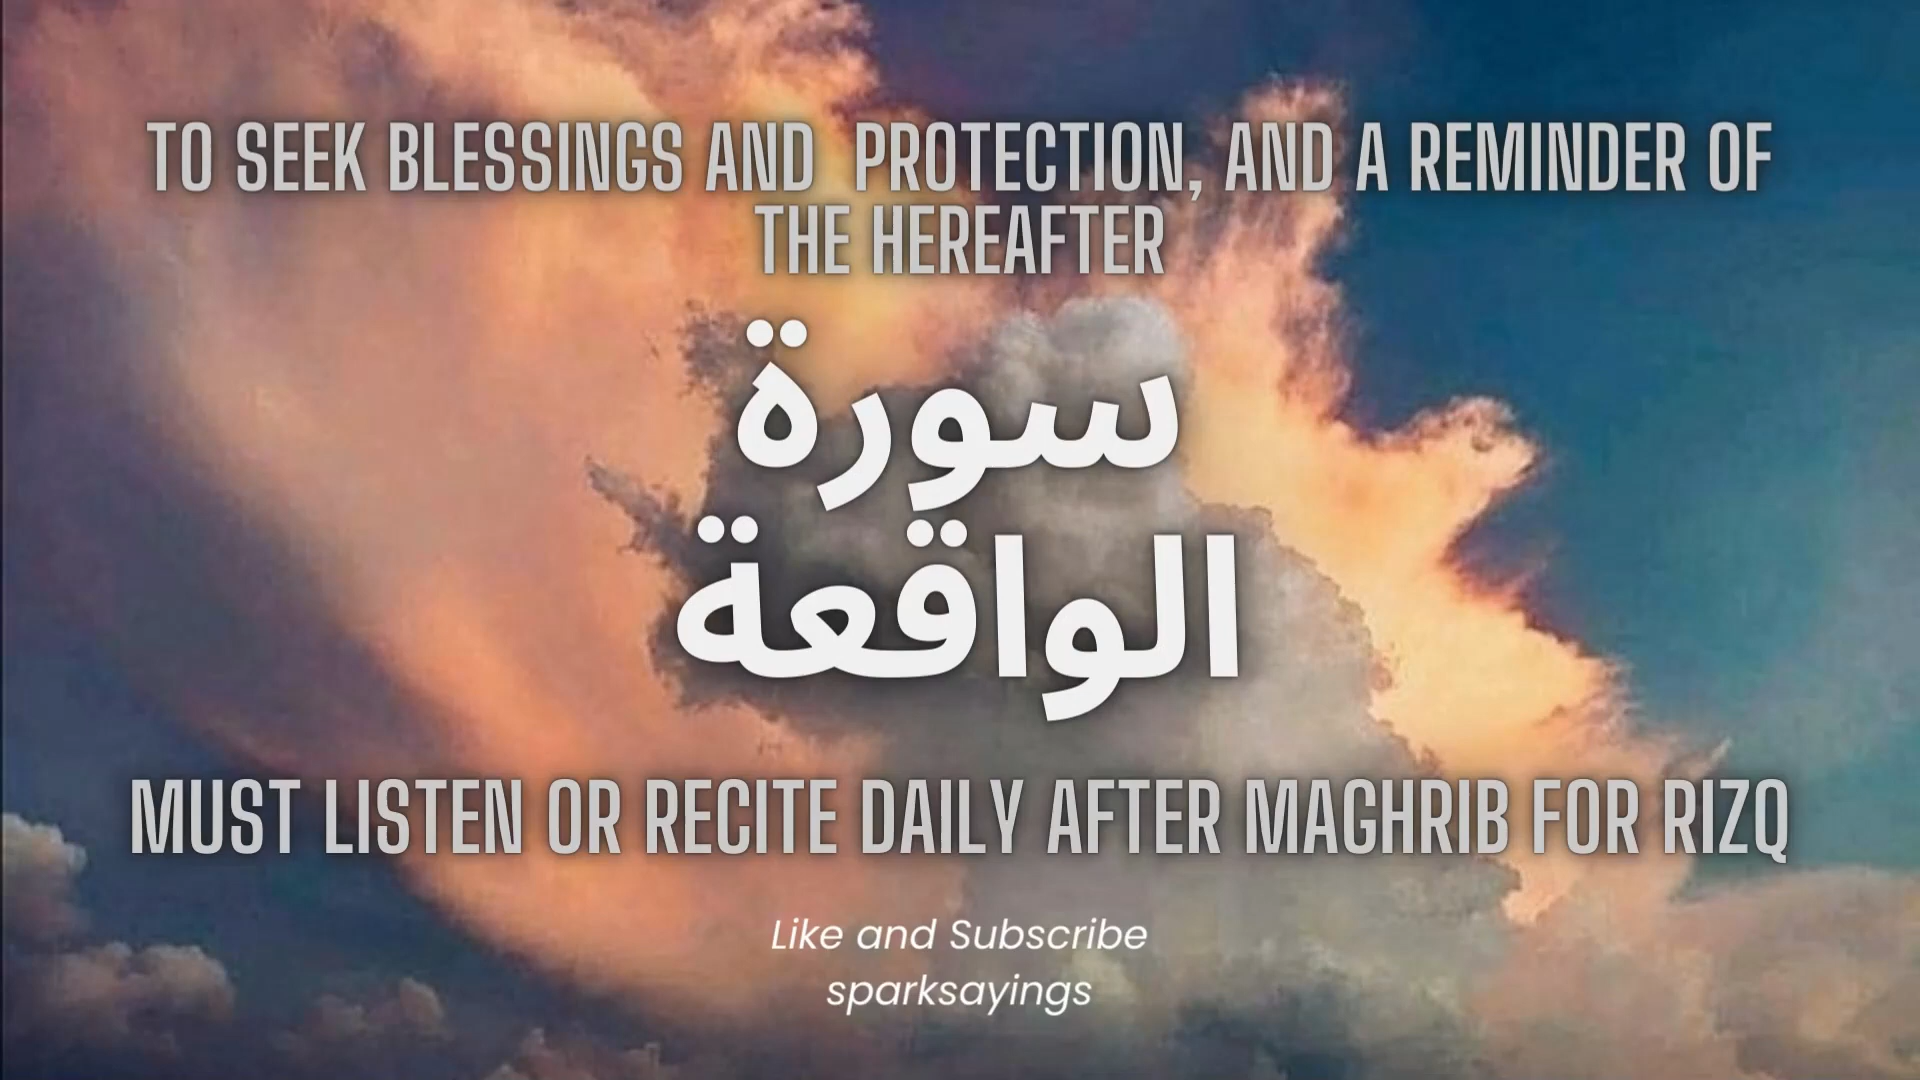 TO SEEK BLESSINGS AND PROTECTION, AND A REMINDER OF
THE HEREAFTER
سورة
الواقعة
MUST LISTEN OR RECITE DAILY AFTER MAGHRIB FOR RIZQ
Like and Subscribe
sparksayings